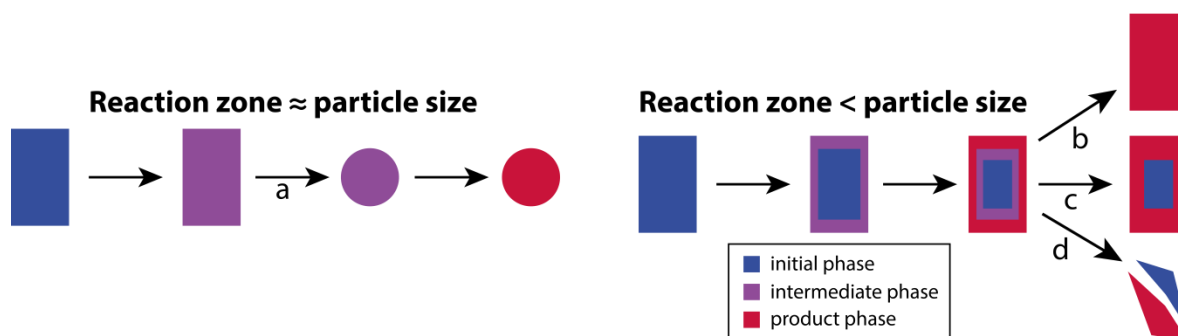 Reaction zone ≈ particle size
a
Reaction zone < particle size
b
c
d
initial phase
intermediate phase
product phase